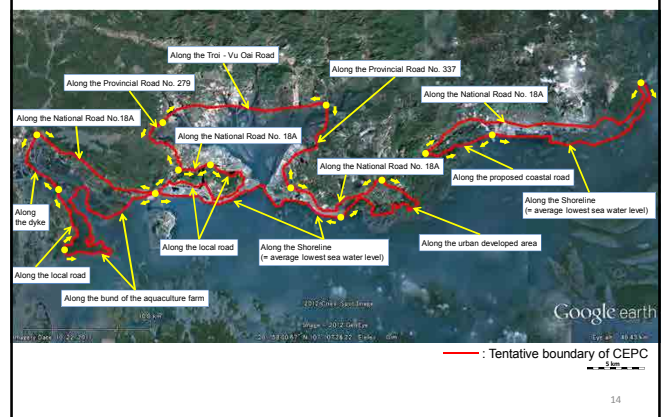 Along the Troi - Vu Oai Road
Along the Provincial Road No. 337
Along the Provincial Road No. 279
Along the National Road No. 18A
Along the National Road No.18A
Along the National Road No. 18A
Along the National Road No. 18A
Along the proposed coastal road
Along
the dyke
Along the local road
Along the Shoreline
(= average lowest sea water level)
Along the urban developed area
Along the Shoreline
(= average lowest sea water level)
Along the local road
Along the bund of the aquaculture farm
Google earth
: Tentative boundary of CEPC
5 km
14